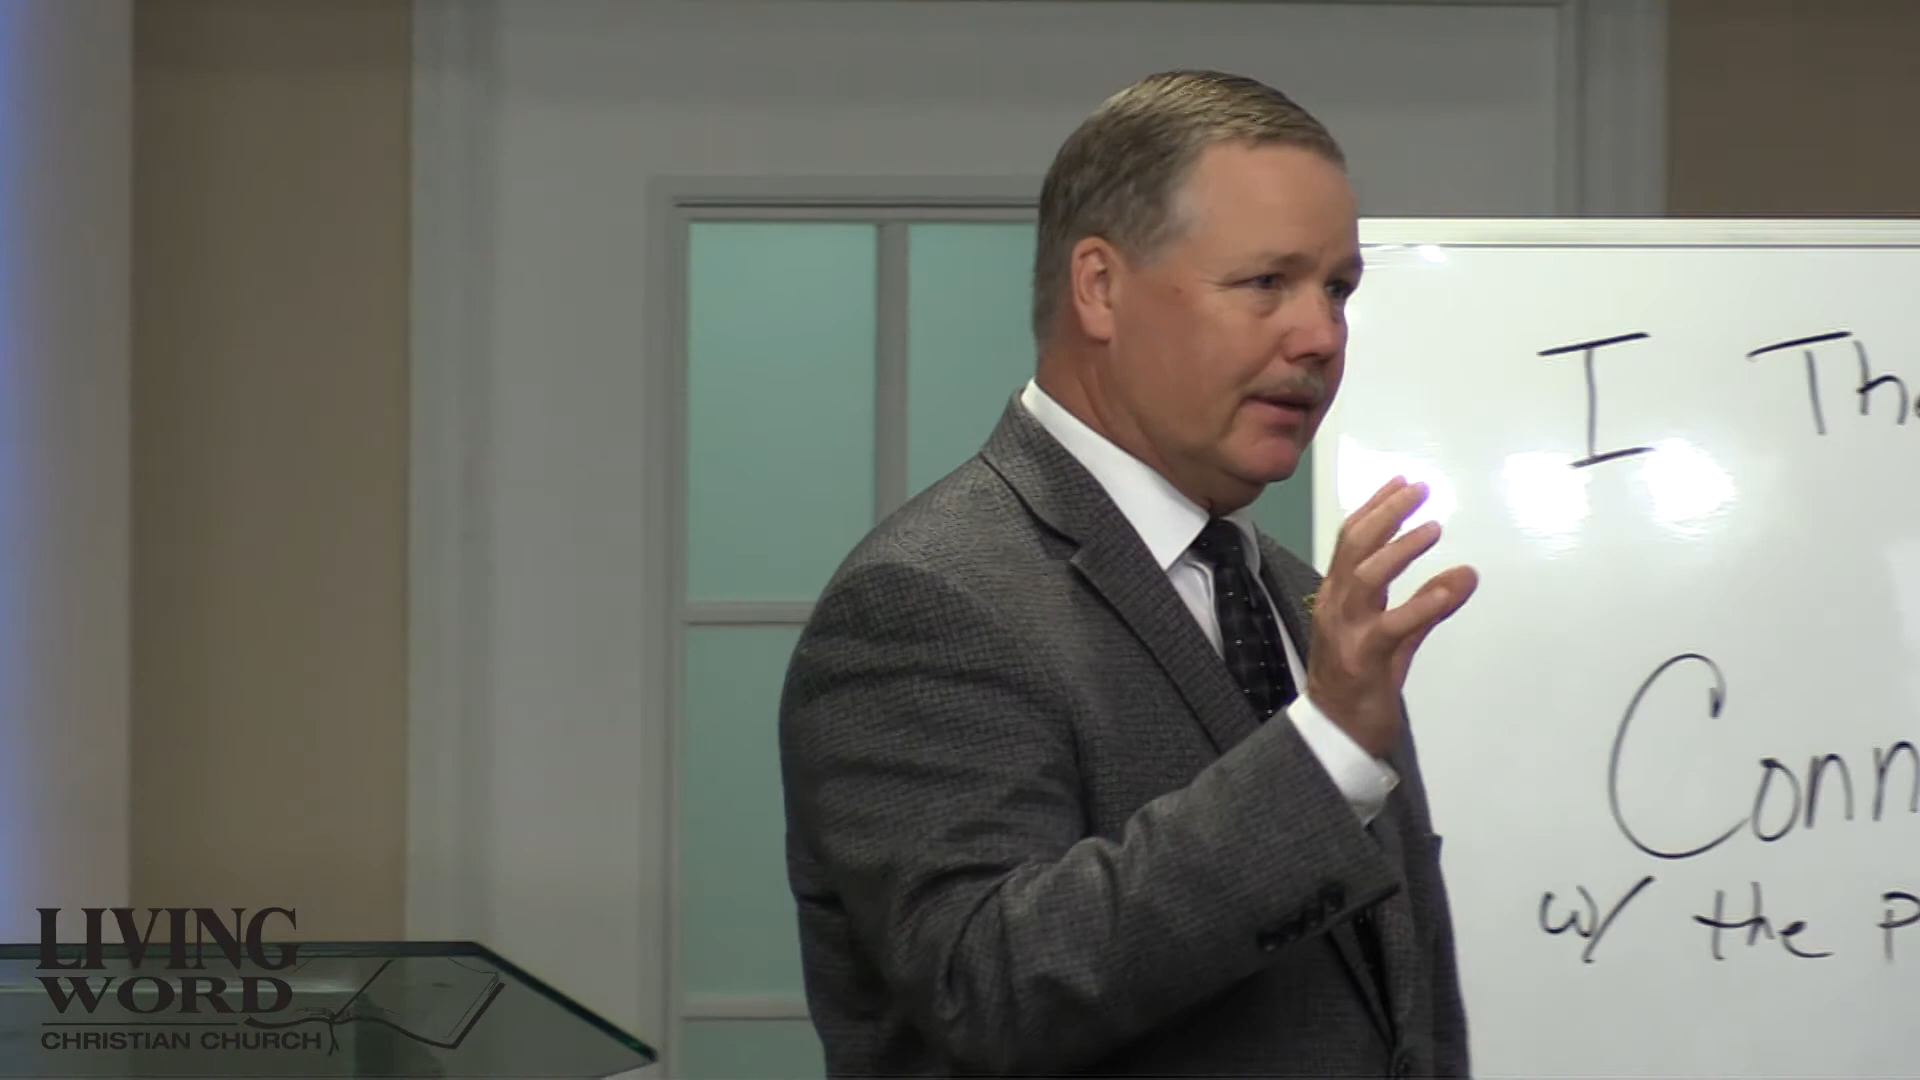 I The
Conn
w/ the P
LIVING
WORD
CHRISTIAN CHURCH